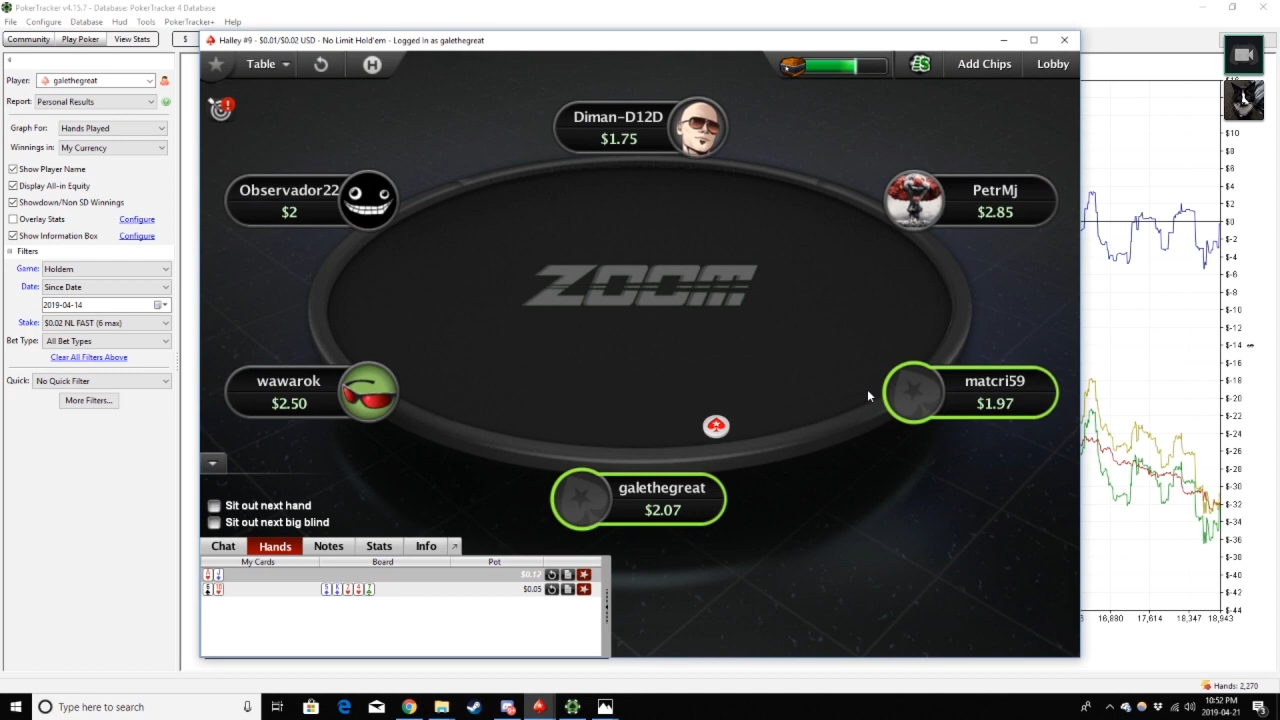 PokerTracker v4.15.7 - Database: PokerTracker 4 Database
File Configure Database Hud Tools PokerTracker+ Help
Community Play Poker View Stats $
4
Player: galethegreat
Report: Personal Results
Graph For: Hands Played
Winnings in: My Currency
Show Player Name
Display All-in Equity
Showdown/Non SD Winnings
Overlay Stats Configure
Show Information Box Configure
Filters
Game: Holdem
Date: Since Date
2019-04-14
Stake: $0.02 NL FAST (6 max)
Bet Type: All Bet Types
Clear All Filters Above
Quick: No Quick Filter
More Filters...
Halley #9 - $0.01/$0.02 USD - No Limit Hold'em - Logged In as galethegreat
Table H Add Chips Lobby
Diman-D12D
$1.75
Observador22
$2
PetrMj
$2.85
ZOOM
wawarok
$2.50
matcri59
$1.97
galethegreat
$2.07
Sit out next hand
Sit out next big blind
Chat Hands Notes Stats Info
My Cards Board Pot
$0.17
$0.05
$10
$8
$6
$4
$2
$0
$-2
$-4
$-6
$-8
$-10
$-12
$-14
$-16
$-18
$-20
$-22
$-24
$-26
$-28
$-30
$-32
$-34
$-36
$-38
$-40
$-42
$-44
$
16,880 17,614 18,347 18,943
Hands: 2,270
Type here to search
10:52 PM
2019-04-21
3